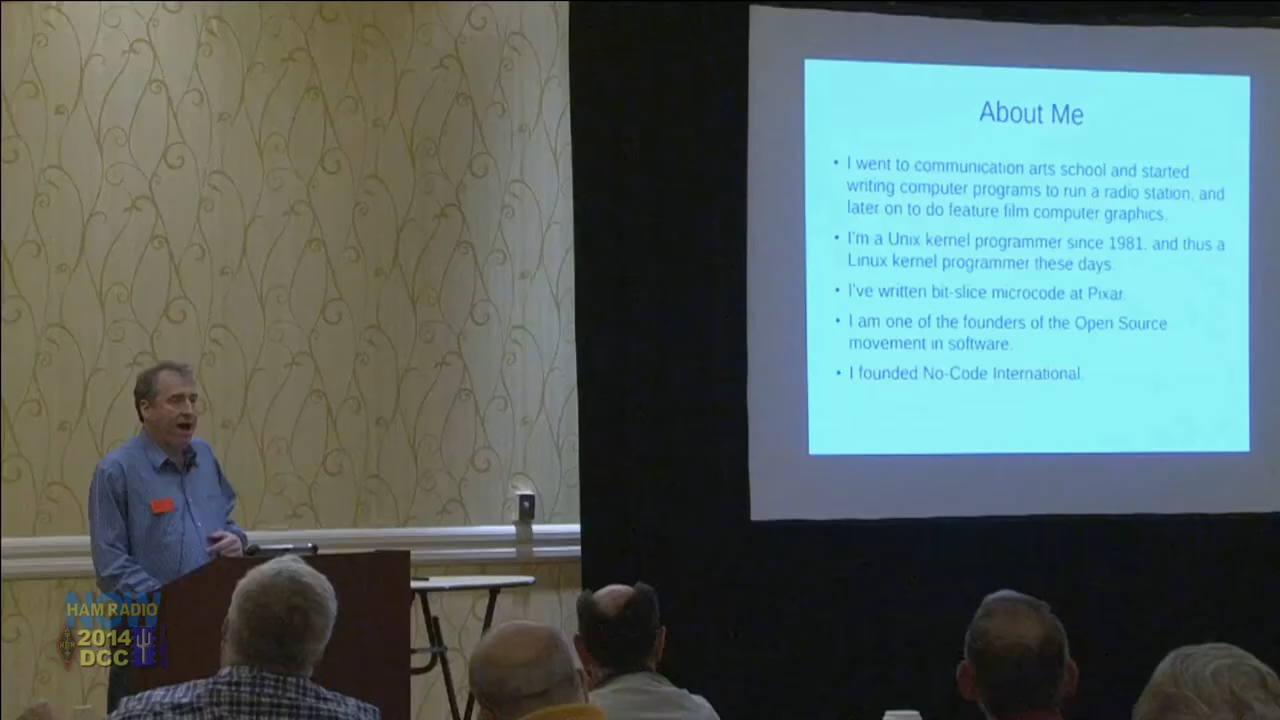 About Me
• I went to communication arts school and started
writing computer programs to run a radio station, and
later on to do feature film computer graphics.
• I'm a Unix kernel programmer since 1981, and thus a
Linux kernel programmer these days.
• I've written bit-slice microcode at Pixar.
• I am one of the founders of the Open Source
movement in software.
• I founded No-Code International.
NOW
HAM RADIO
2014
DCC